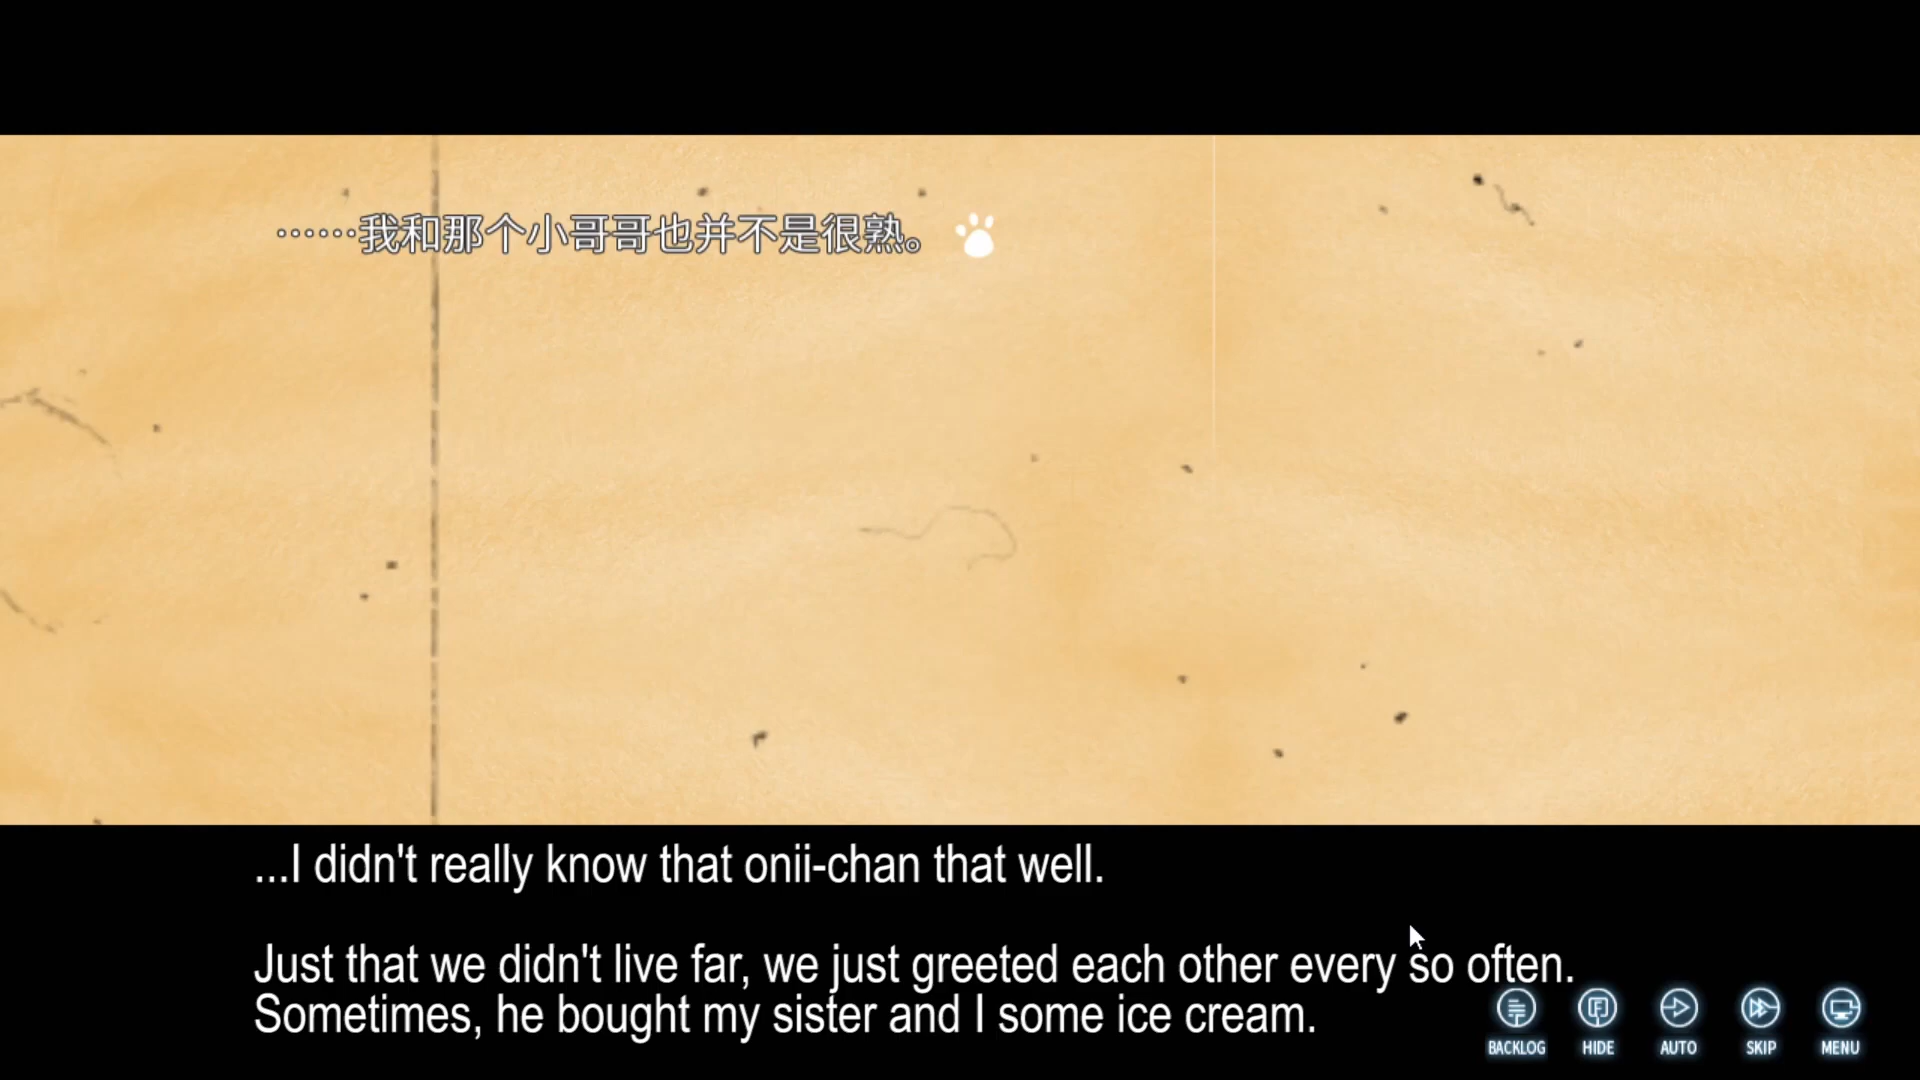 ……我和那个小哥哥也并不是很熟。
...I didn't really know that onii-chan that well.
Just that we didn't live far, we just greeted each other every so often.
Sometimes, he bought my sister and I some ice cream.
BACKLOG HIDE AUTO SKIP MENU